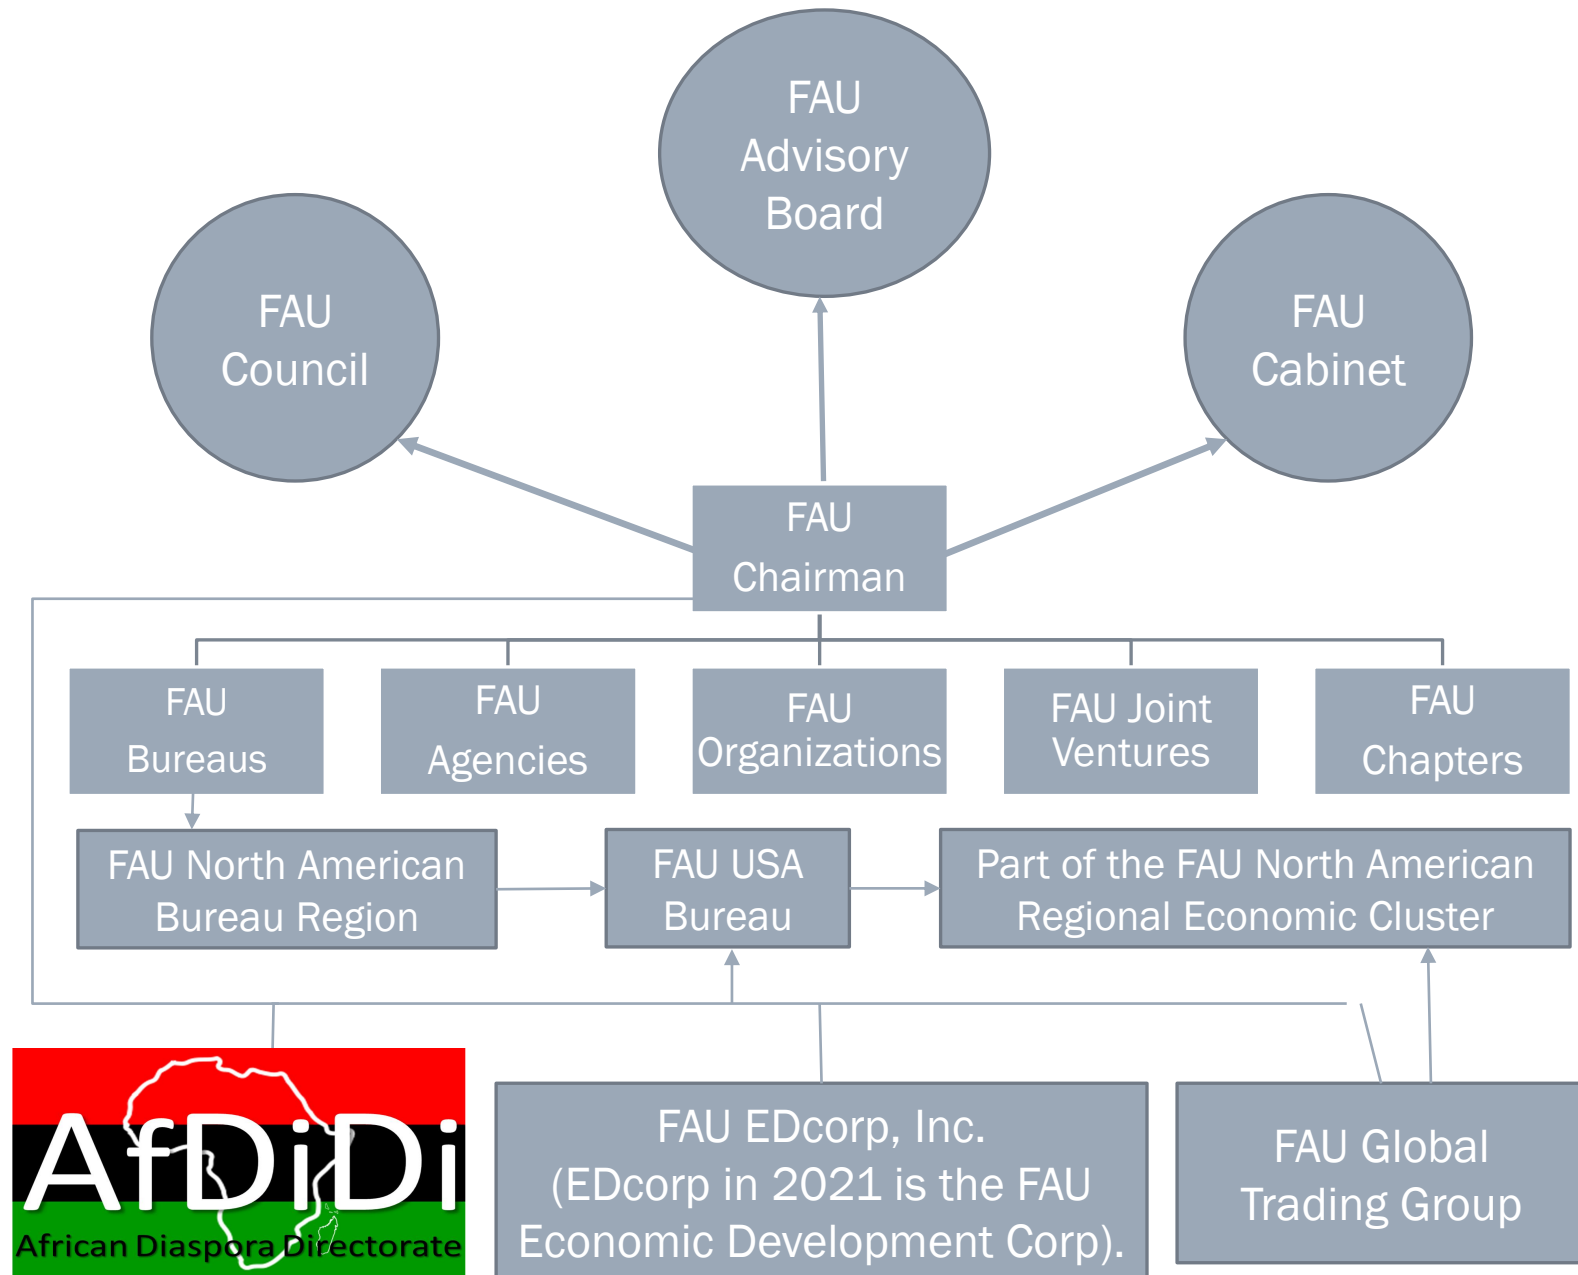 FAU
Advisory
Board
FAU
Council
FAU
Cabinet
FAU
Chairman
FAU
Bureaus
FAU
Agencies
FAU
Organizations
FAU Joint
Ventures
FAU
Chapters
FAU North American
Bureau Region
FAU USA
Bureau
Part of the FAU North American
Regional Economic Cluster
AfDiDi
African Diaspora Directorate
FAU EDcorp, Inc.
(EDcorp in 2021 is the FAU
Economic Development Corp).
FAU Global
Trading Group